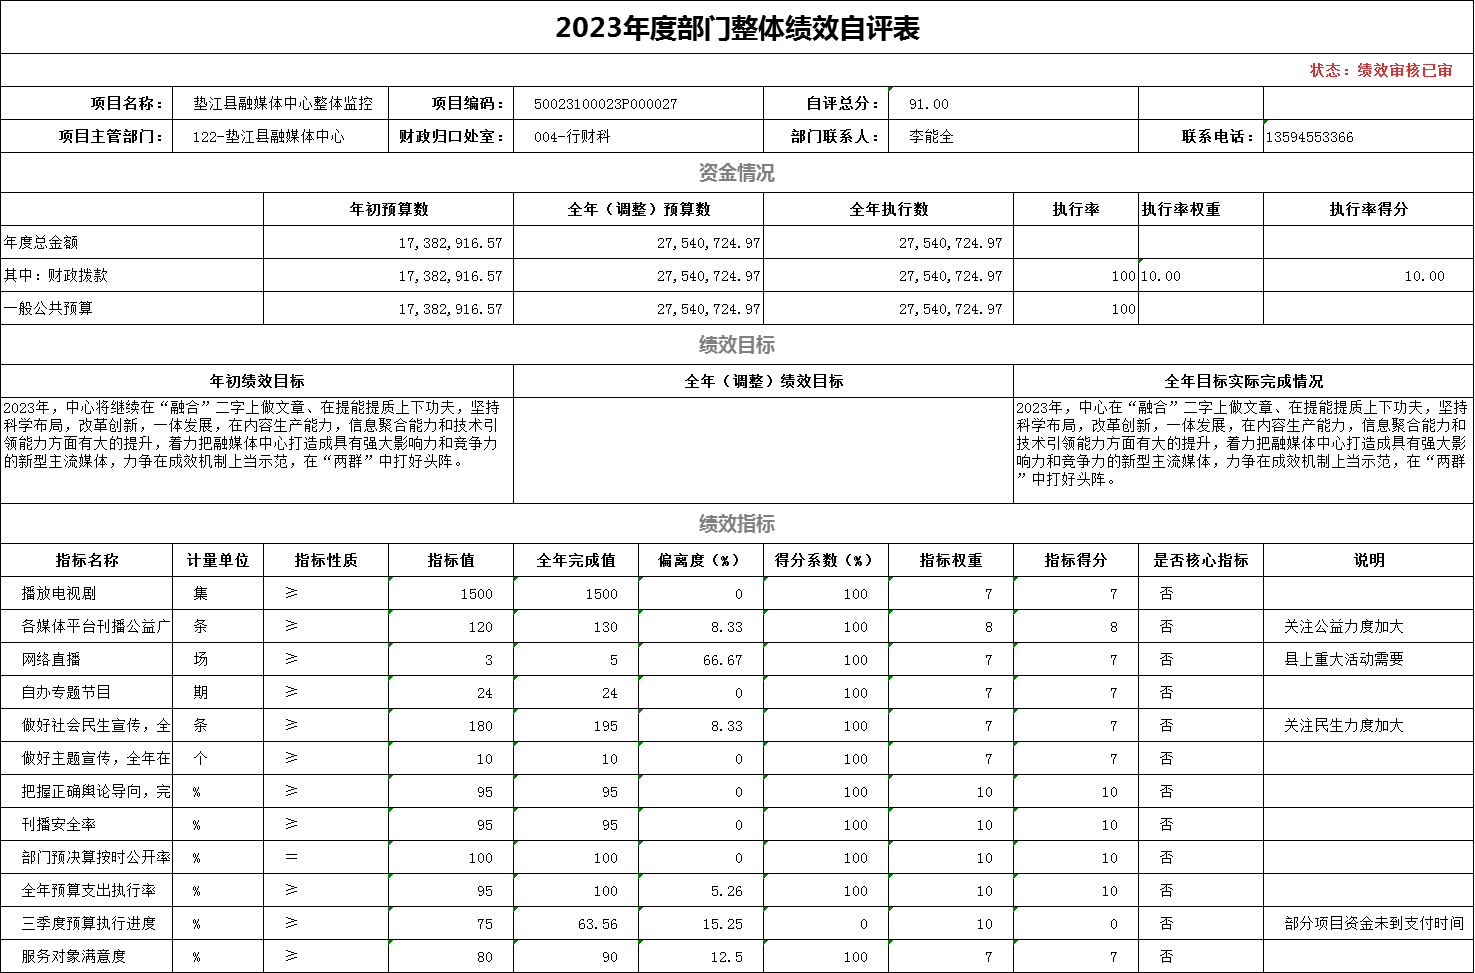 2023年度部门整体绩效自评表
状态：绩效审核已审
项目名称： 垫江县融媒体中心整体监控 项目编码： 50023100023P000027 自评总分： 91.00
项目主管部门： 122-垫江县融媒体中心 财政归口处室： 004-行财科 部门联系人： 李能全 联系电话： 13594553366
资金情况
年初预算数 全年（调整）预算数 全年执行数 执行率 执行率权重 执行率得分
年度总金额 17,382,916.57 27,540,724.97 27,540,724.97
其中：财政拨款 17,382,916.57 27,540,724.97 27,540,724.97 100 10.00 10.00
一般公共预算 17,382,916.57 27,540,724.97 27,540,724.97 100
绩效目标
年初绩效目标 全年（调整）绩效目标 全年目标实际完成情况
2023年，中心将继续在“融合”二字上做文章、在提能提质上下功夫，坚持
科学布局，改革创新，一体发展，在内容生产能力，信息聚合能力和技术引
领能力方面有大的提升，着力把融媒体中心打造成具有强大影响力和竞争力
的新型主流媒体，力争在成效机制上当示范，在“两群”中打好头阵。
2023年，中心在“融合”二字上做文章、在提能提质上下功夫，坚持
科学布局，改革创新，一体发展，在内容生产能力，信息聚合能力和
技术引领能力方面有大的提升，着力把融媒体中心打造成具有强大影
响力和竞争力的新型主流媒体，力争在成效机制上当示范，在“两群
”中打好头阵。
绩效指标
指标名称 计量单位 指标性质 指标值 全年完成值 偏离度（%） 得分系数（%） 指标权重 指标得分 是否核心指标 说明
播放电视剧 集 ≥ 1500 1500 0 100 7 7 否
各媒体平台刊播公益广 条 ≥ 120 130 8.33 100 8 8 否 关注公益力度加大
网络直播 场 ≥ 3 5 66.67 100 7 7 否 县上重大活动需要
自办专题节目 期 ≥ 24 24 0 100 7 7 否
做好社会民生宣传，全 条 ≥ 180 195 8.33 100 7 7 否 关注民生力度加大
做好主题宣传，全年在 个 ≥ 10 10 0 100 7 7 否
把握正确舆论导向，完 % ≥ 95 95 0 100 10 10 否
刊播安全率 % ≥ 95 95 0 100 10 10 否
部门预决算按时公开率 % ＝ 100 100 0 100 10 10 否
全年预算支出执行率 % ≥ 95 100 5.26 100 10 10 否
三季度预算执行进度 % ≥ 75 63.56 15.25 0 10 0 否 部分项目资金未到支付时间
服务对象满意度 % ≥ 80 90 12.5 100 7 7 否